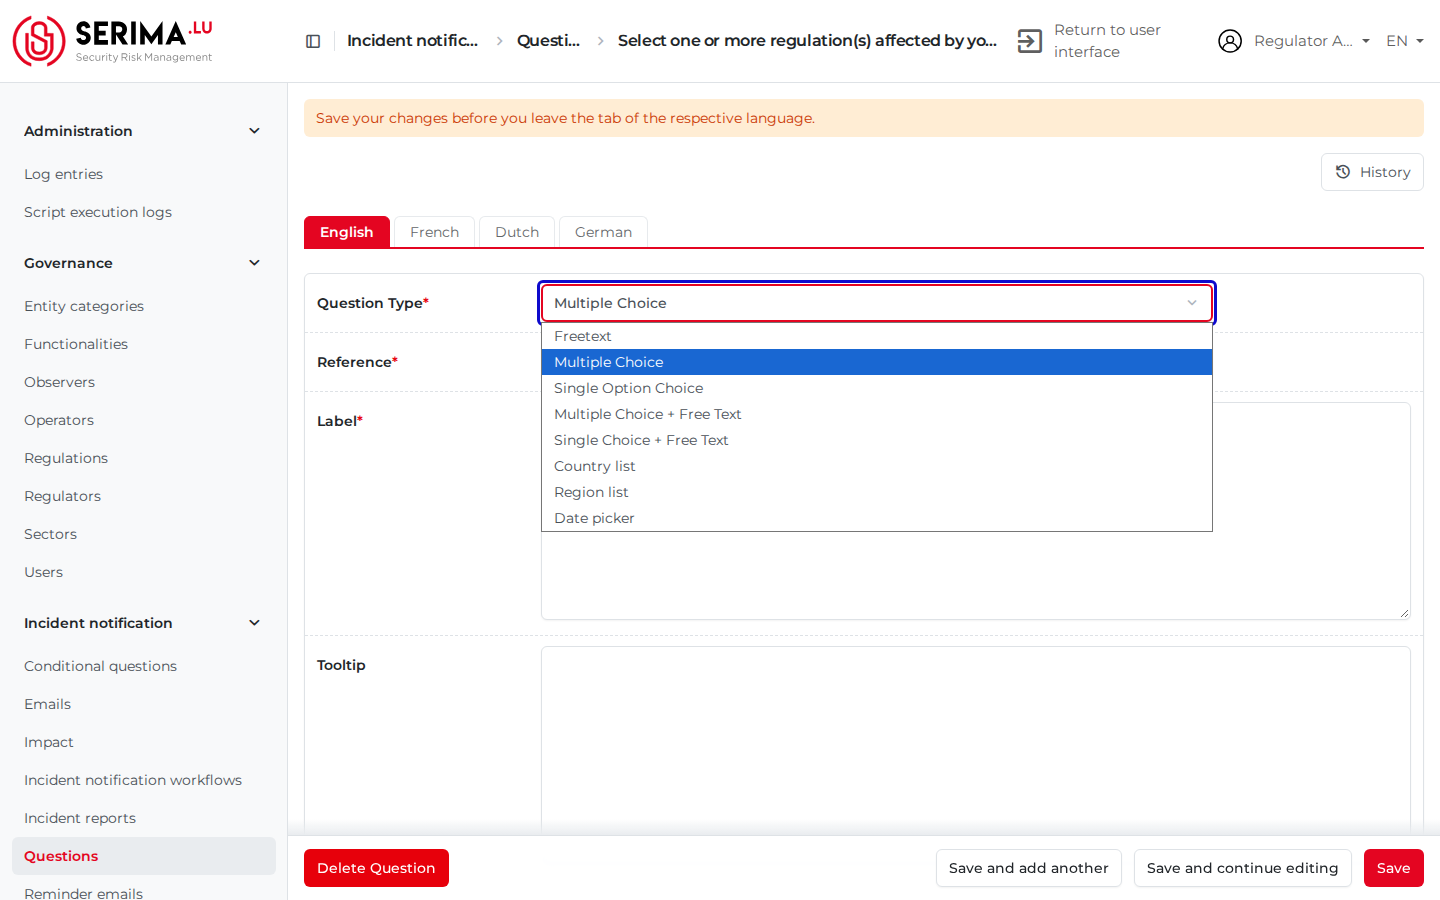 SERIMA.LU
Security Risk Management
Incident notific...
Questi...
Select one or more regulation(s) affected by yo...
Return to user
interface
Regulator A...
EN
Administration
Log entries
Script execution logs
Governance
Entity categories
Functionalities
Observers
Operators
Regulations
Regulators
Sectors
Users
Incident notification
Conditional questions
Emails
Impact
Incident notification workflows
Incident reports
Questions
Reminder emails
Save your changes before you leave the tab of the respective language.
History
English
French
Dutch
German
Question Type*
Multiple Choice
Freetext
Multiple Choice
Single Option Choice
Multiple Choice + Free Text
Single Choice + Free Text
Country list
Region list
Date picker
Reference*
Label*
Tooltip
Delete Question
Save and add another
Save and continue editing
Save